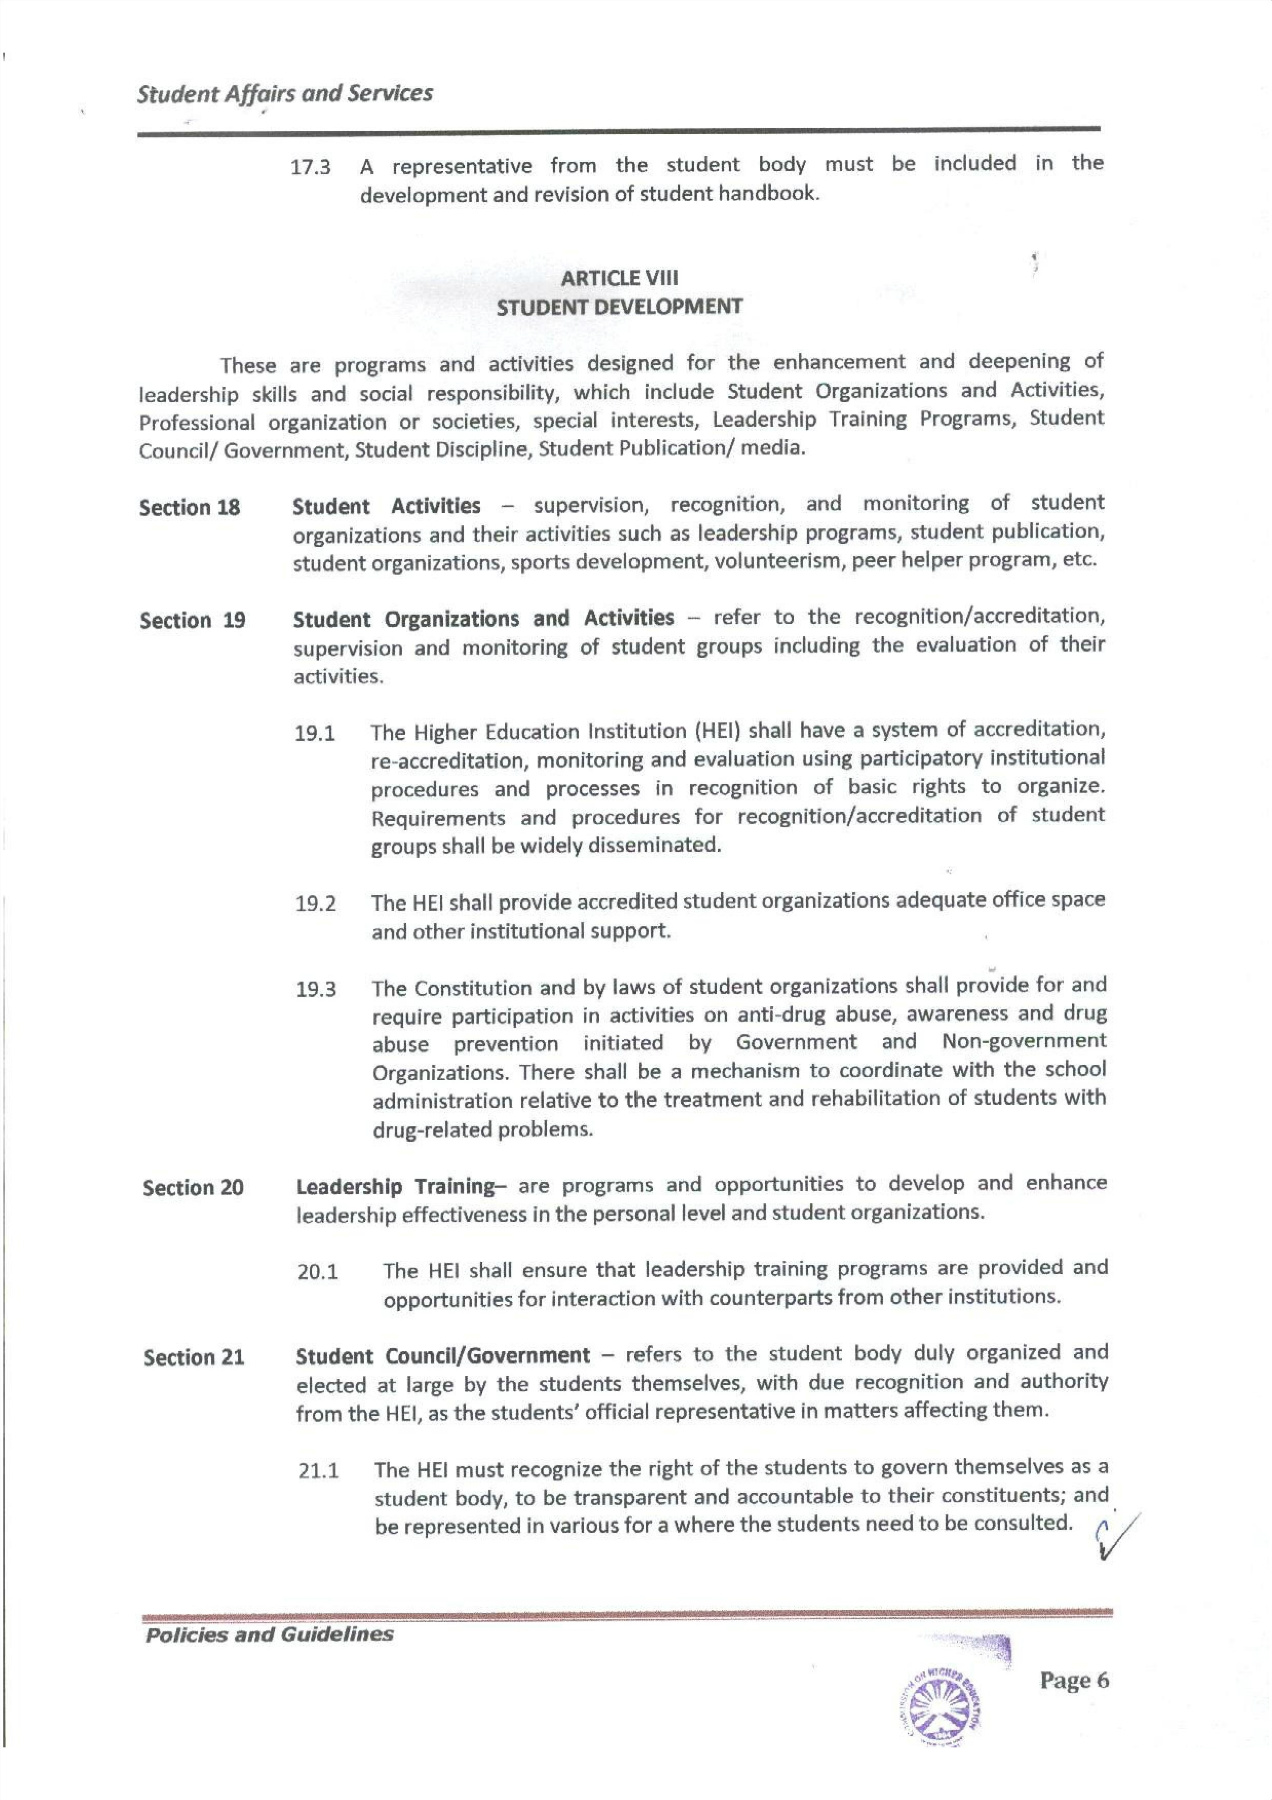 Student Affairs and Services
17.3 A representative from the student body must be included in the
development and revision of student handbook.
ARTICLE VIII
STUDENT DEVELOPMENT
These are programs and activities designed for the enhancement and deepening of
leadership skills and social responsibility, which include Student Organizations and Activities,
Professional organization or societies, special interests, Leadership Training Programs, Student
Council/ Government, Student Discipline, Student Publication/ media.
Section 18 Student Activities – supervision, recognition, and monitoring of student
organizations and their activities such as leadership programs, student publication,
student organizations, sports development, volunteerism, peer helper program, etc.
Section 19 Student Organizations and Activities – refer to the recognition/accreditation,
supervision and monitoring of student groups including the evaluation of their
activities.
19.1 The Higher Education Institution (HEI) shall have a system of accreditation,
re-accreditation, monitoring and evaluation using participatory institutional
procedures and processes in recognition of basic rights to organize.
Requirements and procedures for recognition/accreditation of student
groups shall be widely disseminated.
19.2 The HEI shall provide accredited student organizations adequate office space
and other institutional support.
19.3 The Constitution and by laws of student organizations shall provide for and
require participation in activities on anti-drug abuse, awareness and drug
abuse prevention initiated by Government and Non-government
Organizations. There shall be a mechanism to coordinate with the school
administration relative to the treatment and rehabilitation of students with
drug-related problems.
Section 20 Leadership Training– are programs and opportunities to develop and enhance
leadership effectiveness in the personal level and student organizations.
20.1 The HEI shall ensure that leadership training programs are provided and
opportunities for interaction with counterparts from other institutions.
Section 21 Student Council/Government – refers to the student body duly organized and
elected at large by the students themselves, with due recognition and authority
from the HEI, as the students' official representative in matters affecting them.
21.1 The HEI must recognize the right of the students to govern themselves as a
student body, to be transparent and accountable to their constituents; and
be represented in various for a where the students need to be consulted.
Policies and Guidelines
COMMISSION ON HIGHER EDUCATION
Page 6